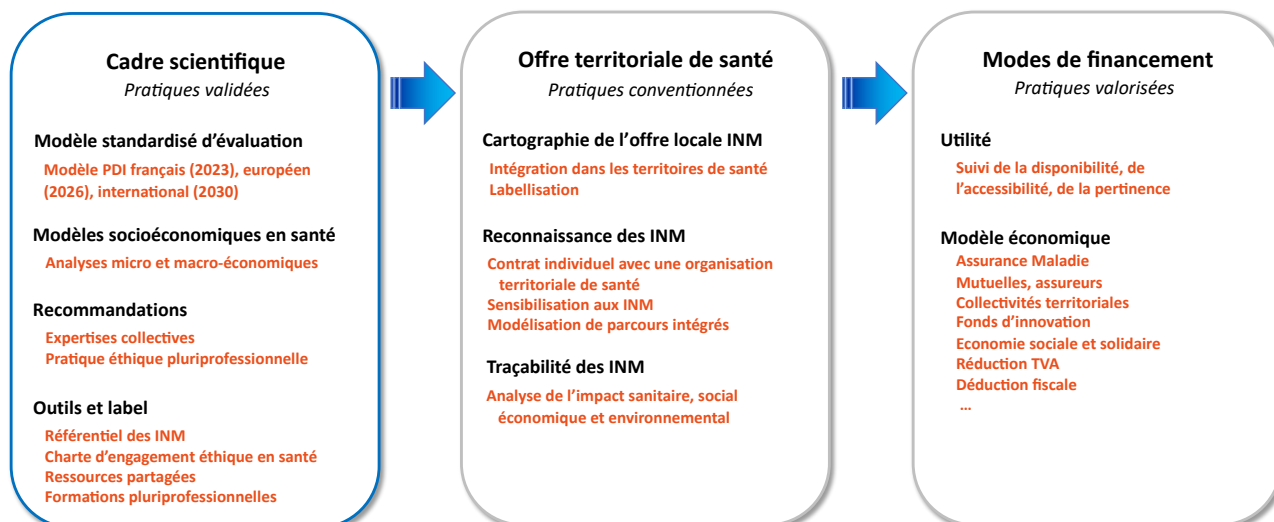 Cadre scientifique
Pratiques validées
Modèle standardisé d’évaluation
Modèle PDI français (2023), européen
(2026), international (2030)
Modèles socioéconomiques en santé
Analyses micro et macro-économiques
Recommandations
Expertises collectives
Pratique éthique pluriprofessionnelle
Outils et label
Référentiel des INM
Charte d’engagement éthique en santé
Ressources partagées
Formations pluriprofessionnelles
Offre territoriale de santé
Pratiques conventionnées
Cartographie de l’offre locale INM
Intégration dans les territoires de santé
Labellisation
Reconnaissance des INM
Contrat individuel avec une organisation
territoriale de santé
Sensibilisation aux INM
Modélisation de parcours intégrés
Traçabilité des INM
Analyse de l’impact sanitaire, social
économique et environnemental
Modes de financement
Pratiques valorisées
Utilité
Suivi de la disponibilité, de
l’accessibilité, de la pertinence
Modèle économique
Assurance Maladie
Mutuelles, assureurs
Collectivités territoriales
Fonds d’innovation
Economie sociale et solidaire
Réduction TVA
Déduction fiscale
...